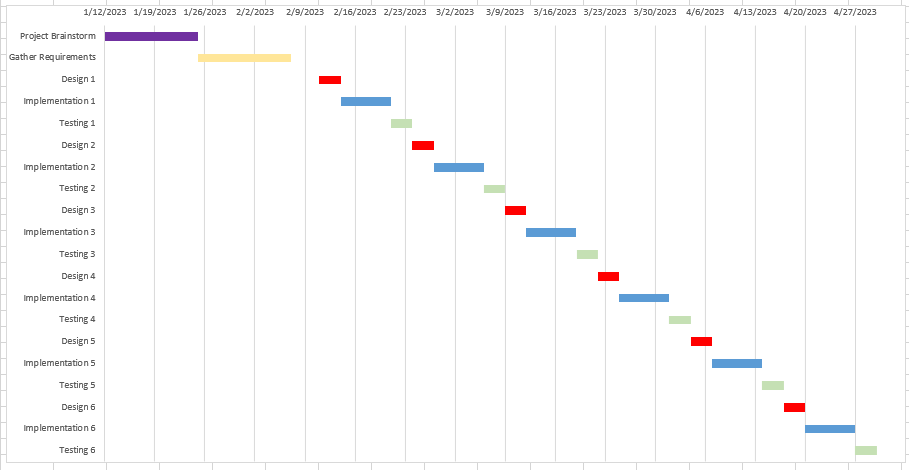 1/12/2023 1/19/2023 1/26/2023 2/2/2023 2/9/2023 2/16/2023 2/23/2023 3/2/2023 3/9/2023 3/16/2023 3/23/2023 3/30/2023 4/6/2023 4/13/2023 4/20/2023 4/27/2023
Project Brainstorm
Gather Requirements
Design 1
Implementation 1
Testing 1
Design 2
Implementation 2
Testing 2
Design 3
Implementation 3
Testing 3
Design 4
Implementation 4
Testing 4
Design 5
Implementation 5
Testing 5
Design 6
Implementation 6
Testing 6